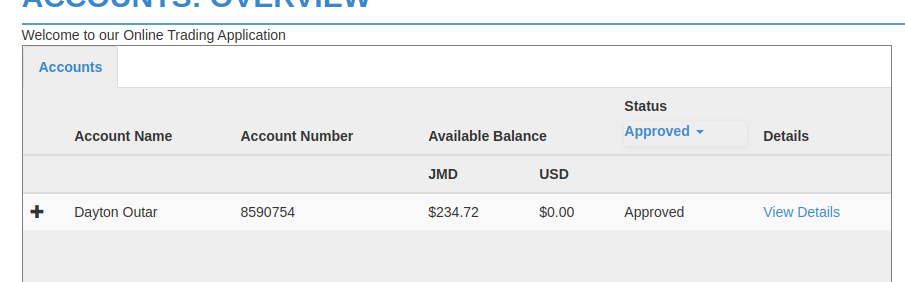 ACCOUNTS: OVERVIEW
Welcome to our Online Trading Application
Accounts
Account Name Account Number Available Balance Status Approved Details
JMD USD
Dayton Outar 8590754 $234.72 $0.00 Approved View Details